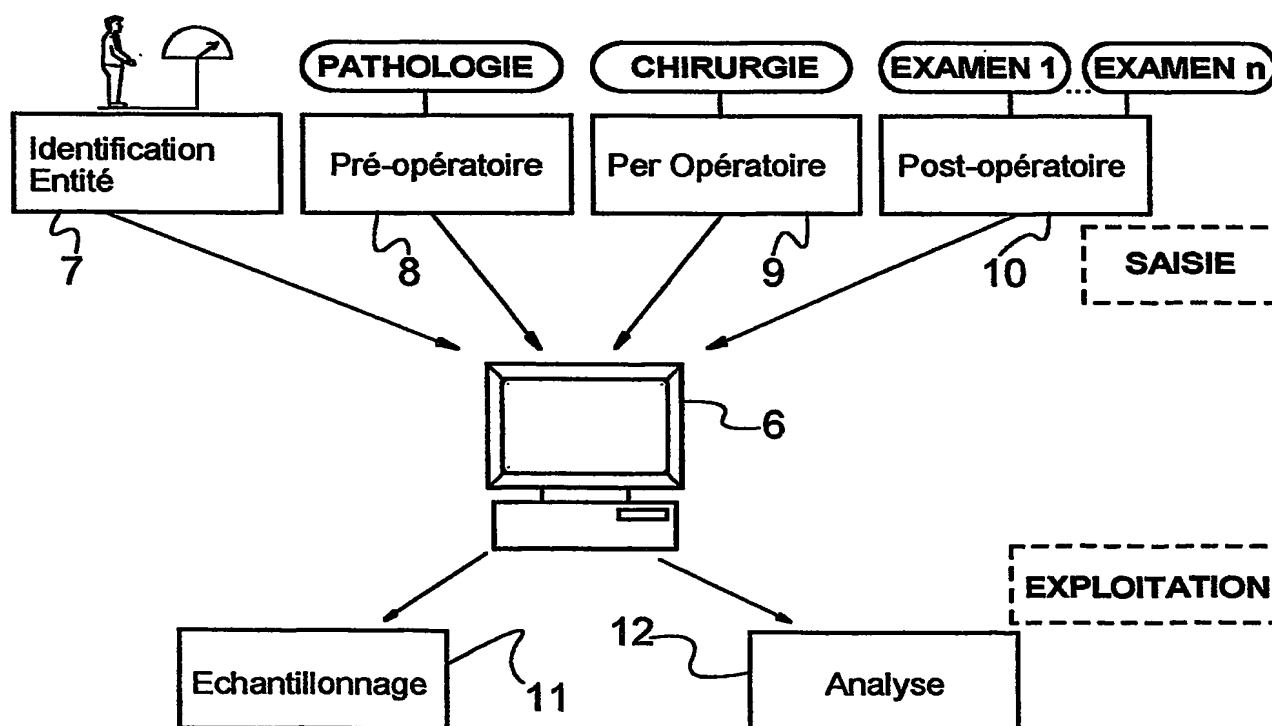 PATHOLOGIE
CHIRURGIE
EXAMEN 1 ... EXAMEN n
Identification
Entité
Pré-opératoire
Per Opératoire
Post-opératoire
7
8
9
10
SAISIE
6
EXPLOITATION
Echantillonnage
11
12
Analyse